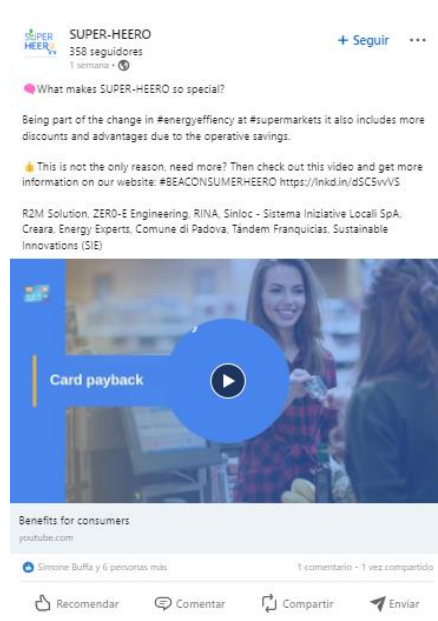 SUPER
HEERO
SUPER-HEERO
358 seguidores
1 semana •
+ Seguir ···
What makes SUPER-HEERO so special?
Being part of the change in #energyeffiency at #supermarkets it also includes more
discounts and advantages due to the operative savings.
This is not the only reason, need more? Then check out this video and get more
information on our website: #BEACONSUMERHEERO https://lnkd.in/dSC5vvVS
R2M Solution, ZER0-E Engineering, RINA, Sinloc - Sistema Iniziative Locali SpA,
Creara, Energy Experts, Comune di Padova, Tándem Franquicias, Sustainable
Innovations (SIE)
Card payback
Benefits for consumers
youtube.com
Simone Buffa y 6 personas más
1 comentario • 1 vez compartido
Recomendar
Comentar
Compartir
Enviar